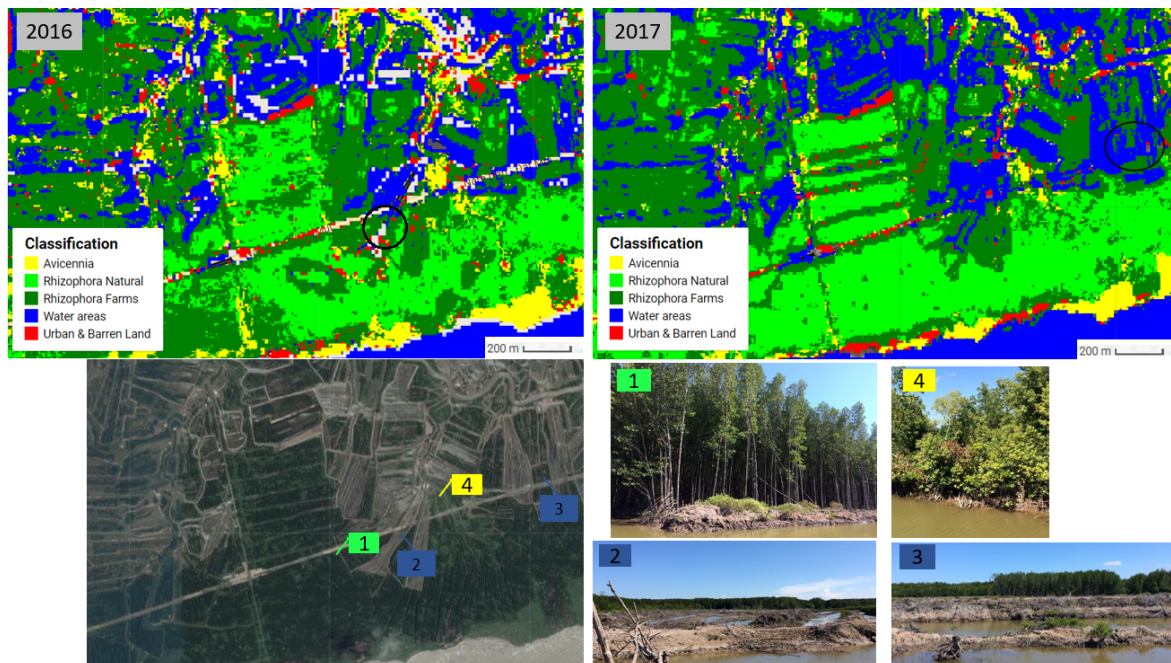 2016
Classification
Avicennia
Rhizophora Natural
Rhizophora Farms
Water areas
Urban & Barren Land
200 m
2017
Classification
Avicennia
Rhizophora Natural
Rhizophora Farms
Water areas
Urban & Barren Land
200 m
1
2
3
4
1
4
2
3